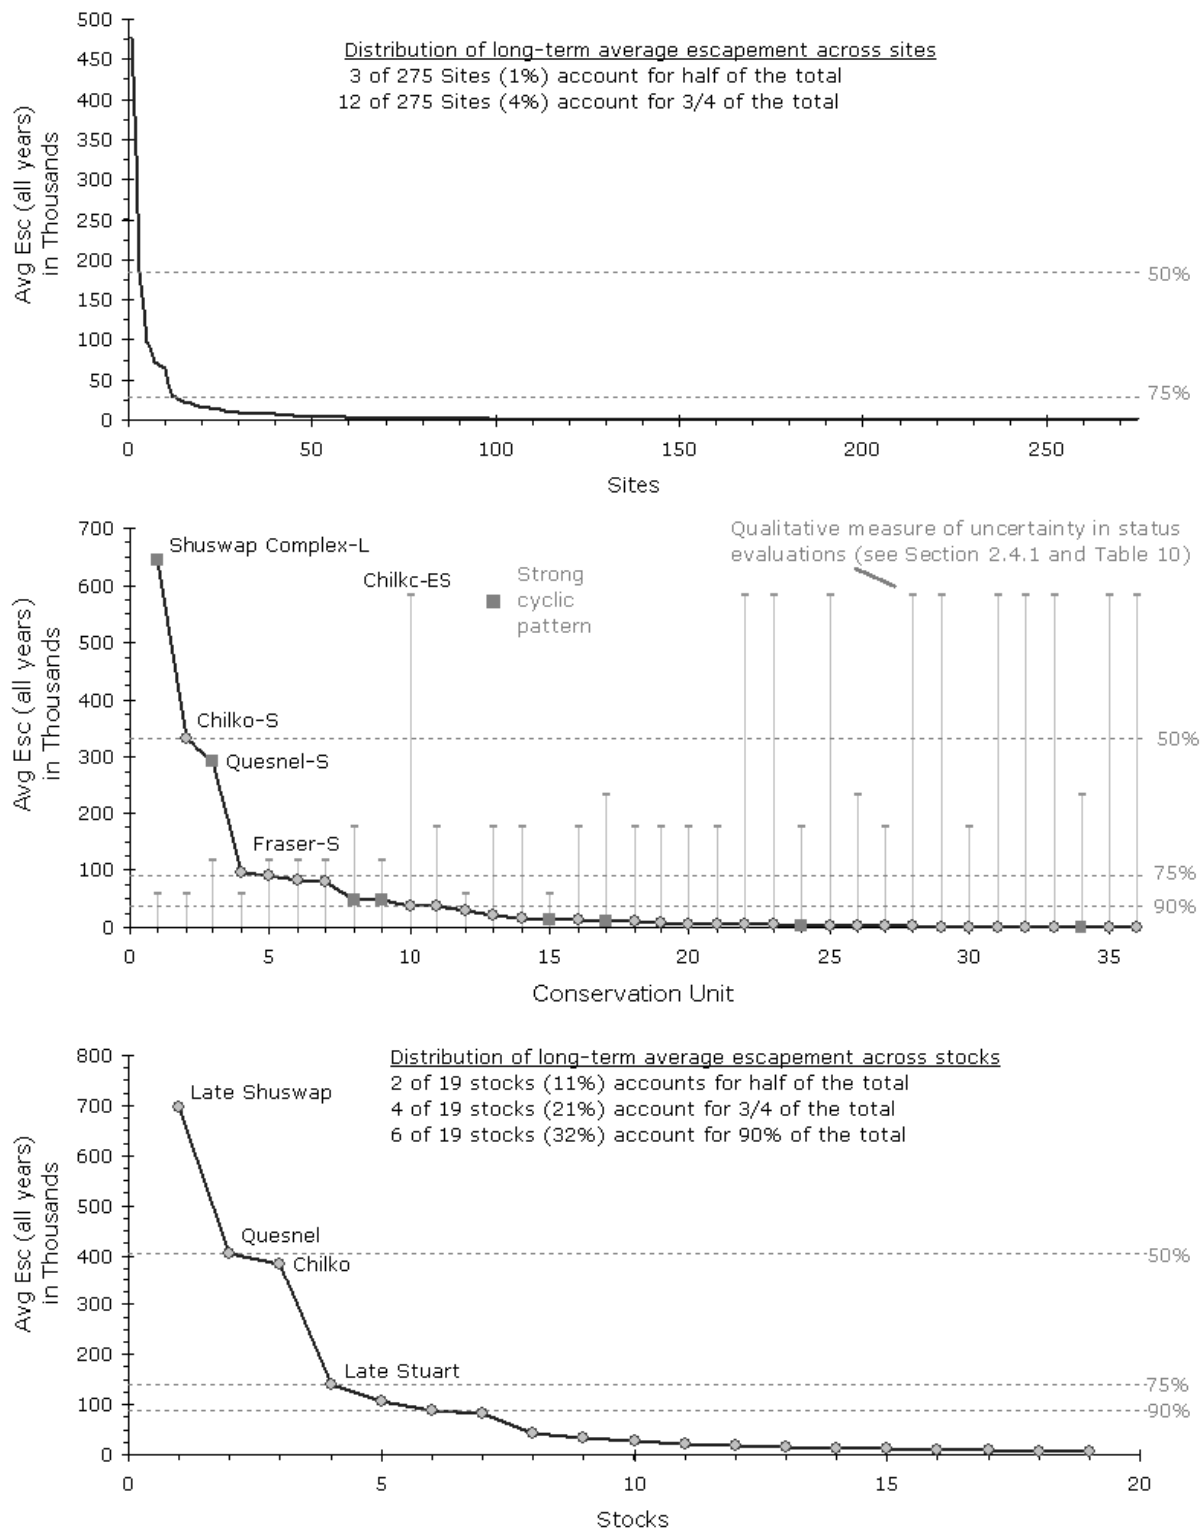 500
450
400
350
300
250
200
150
100
50
0
Avg Esc (all years)
in Thousands
Distribution of long-term average escapement across sites
3 of 275 Sites (1%) account for half of the total
12 of 275 Sites (4%) account for 3/4 of the total
50%
75%
0 50 100 150 200 250
Sites
700
600
500
400
300
200
100
0
Avg Esc (all years)
in Thousands
Shuswap Complex-L
Chilkc-ES
Strong
cyclic
pattern
Qualitative measure of uncertainty in status
evaluations (see Section 2.4.1 and Table 10)
Chilko-S
Quesnel-S
Fraser-S
50%
75%
90%
0 5 10 15 20 25 30 35
Conservation Unit
800
700
600
500
400
300
200
100
0
Avg Esc (all years)
in Thousands
Distribution of long-term average escapement across stocks
2 of 19 stocks (11%) accounts for half of the total
4 of 19 stocks (21%) account for 3/4 of the total
6 of 19 stocks (32%) account for 90% of the total
Late Shuswap
Quesnel
Chilko
Late Stuart
50%
75%
90%
0 5 10 15 20
Stocks